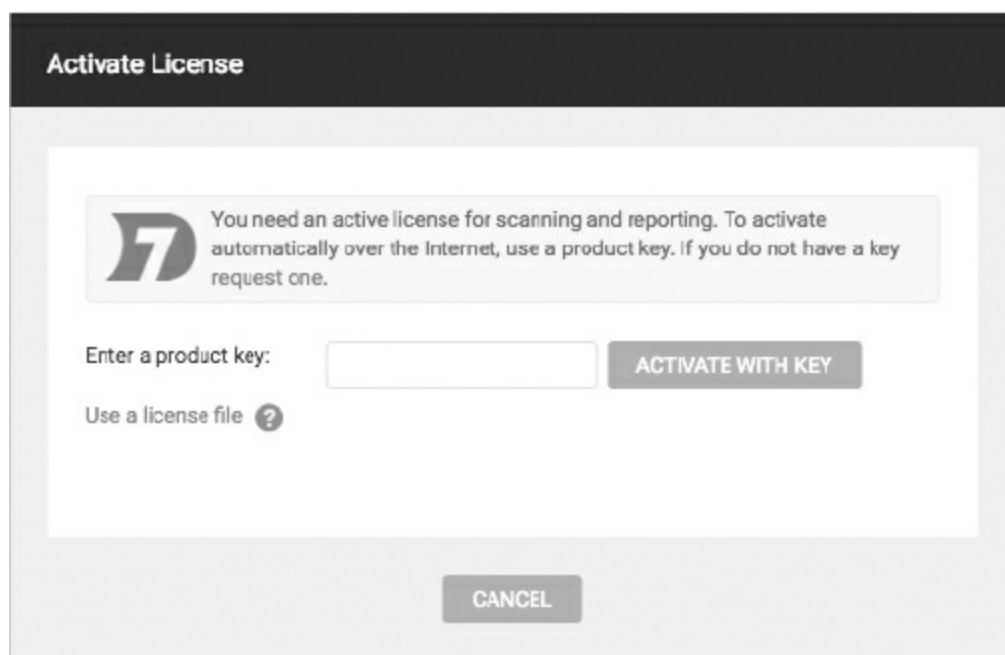 Activate License
You need an active license for scanning and reporting. To activate
automatically over the Internet, use a product key. If you do not have a key
request one.
Enter a product key:
ACTIVATE WITH KEY
Use a license file ?
CANCEL